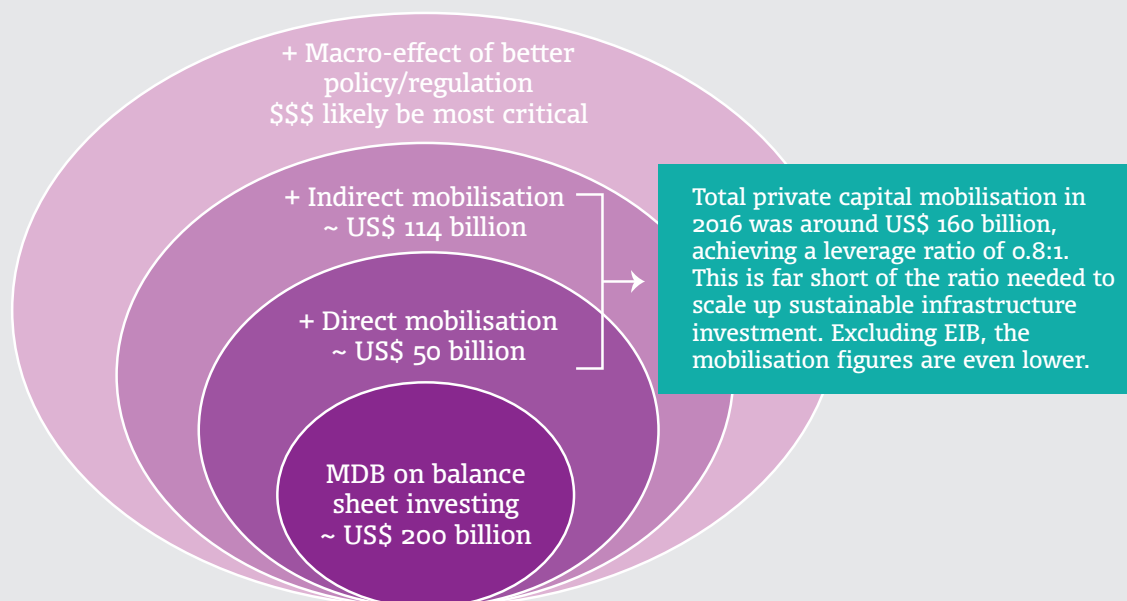 + Macro-effect of better
policy/regulation
$$$ likely be most critical
+ Indirect mobilisation
~ US$ 114 billion
+ Direct mobilisation
~ US$ 50 billion
MDB on balance
sheet investing
~ US$ 200 billion
Total private capital mobilisation in
2016 was around US$ 160 billion,
achieving a leverage ratio of 0.8:1.
This is far short of the ratio needed to
scale up sustainable infrastructure
investment. Excluding EIB, the
mobilisation figures are even lower.